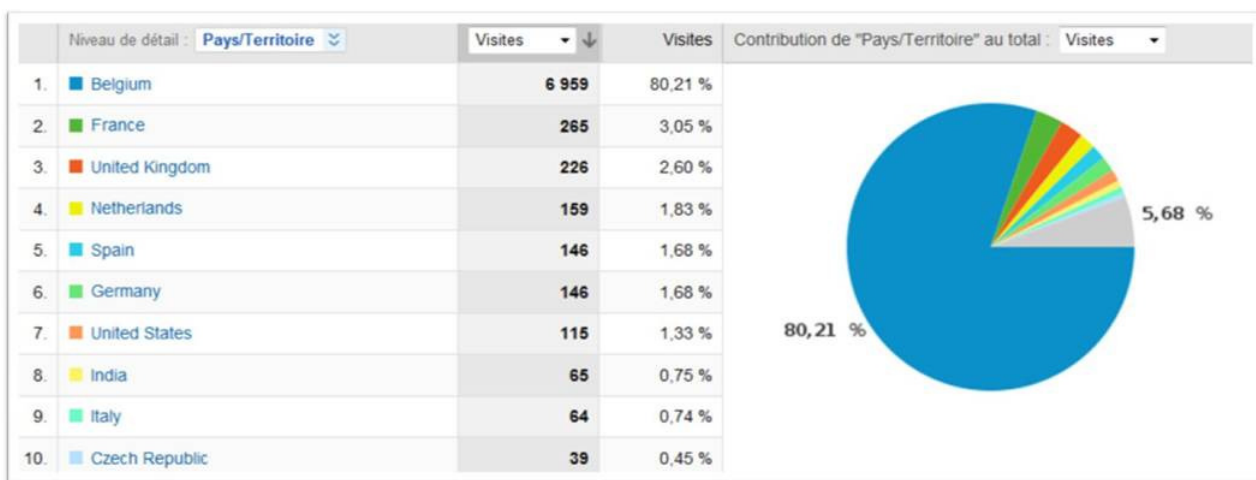 Niveau de détail : Pays/Territoire Visites Visites Contribution de "Pays/Territoire" au total : Visites
1. Belgium 6 959 80,21 %
2. France 265 3,05 %
3. United Kingdom 226 2,60 %
4. Netherlands 159 1,83 %
5. Spain 146 1,68 %
6. Germany 146 1,68 %
7. United States 115 1,33 %
8. India 65 0,75 %
9. Italy 64 0,74 %
10. Czech Republic 39 0,45 %
5,68 %
80,21 %